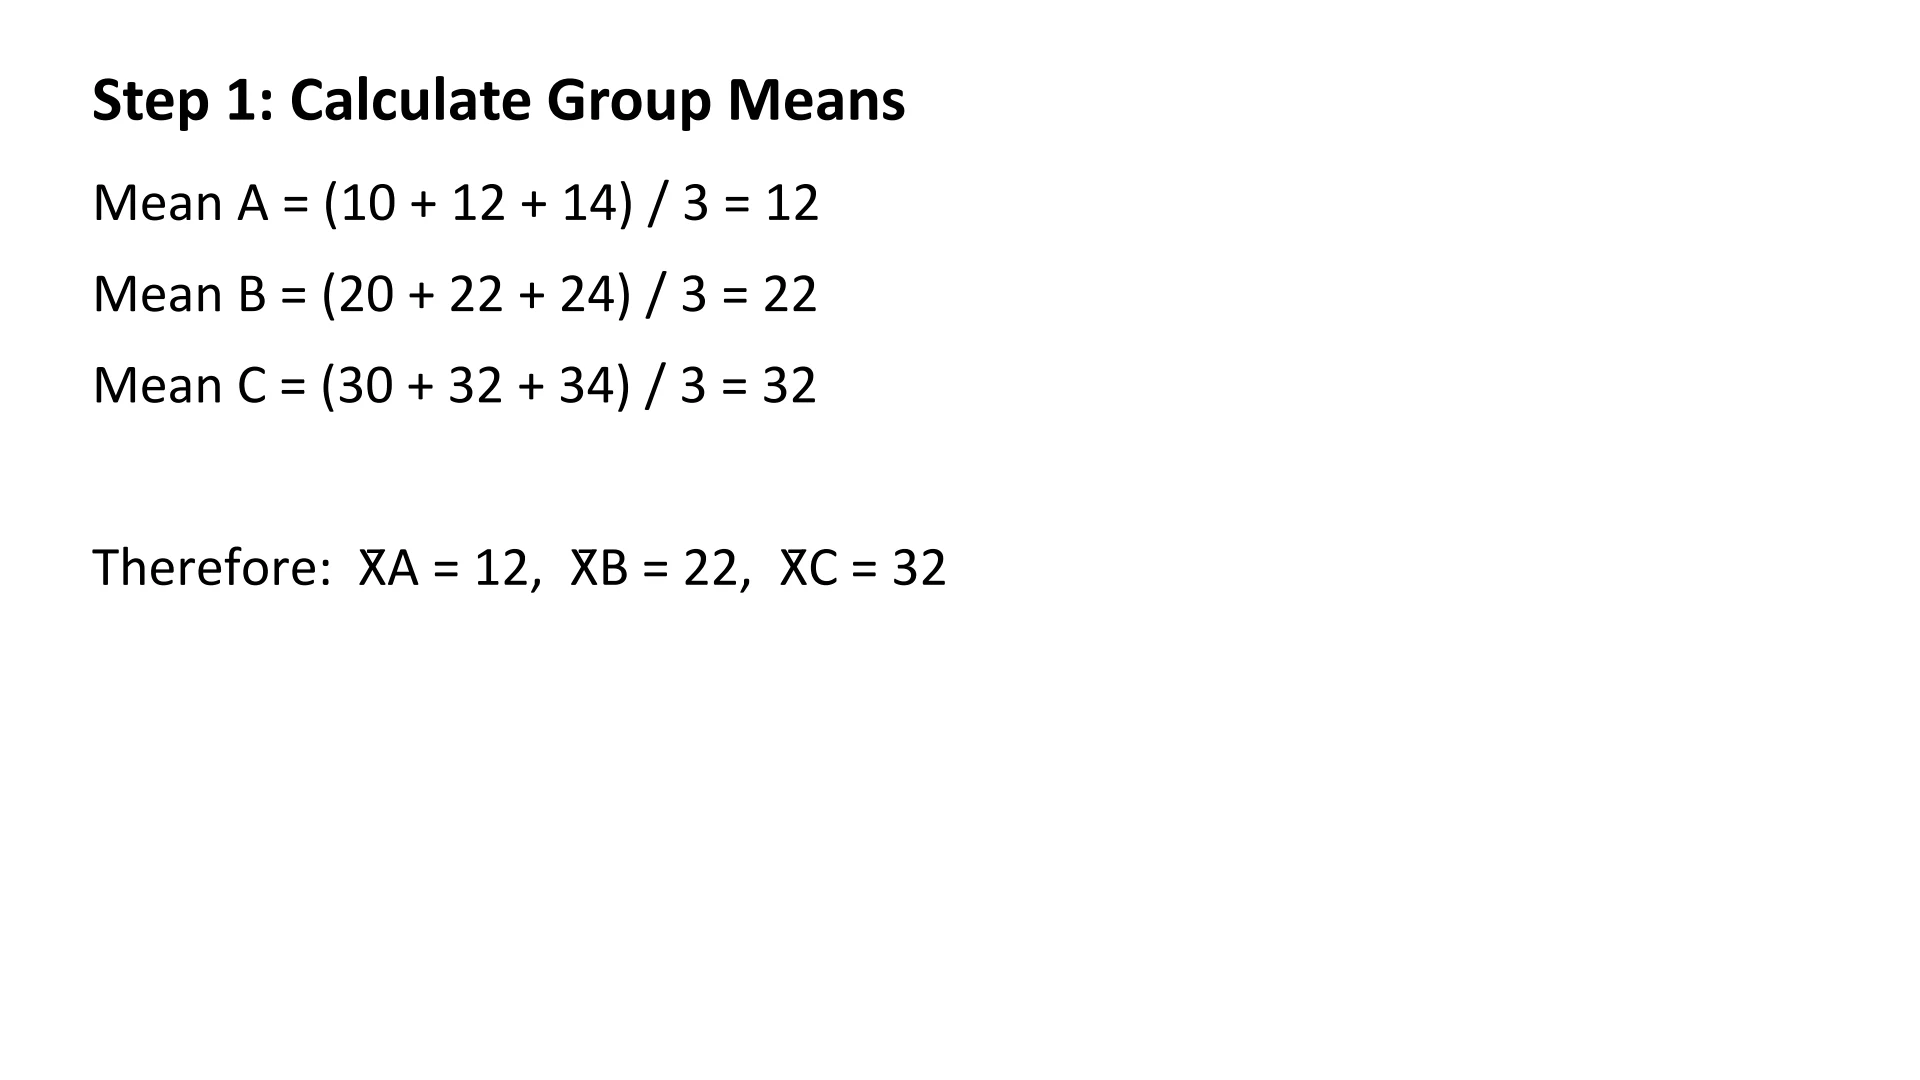 Step 1: Calculate Group Means
Mean A = (10 + 12 + 14) / 3 = 12
Mean B = (20 + 22 + 24) / 3 = 22
Mean C = (30 + 32 + 34) / 3 = 32
Therefore:  X̅A = 12,  X̅B = 22,  X̅C = 32